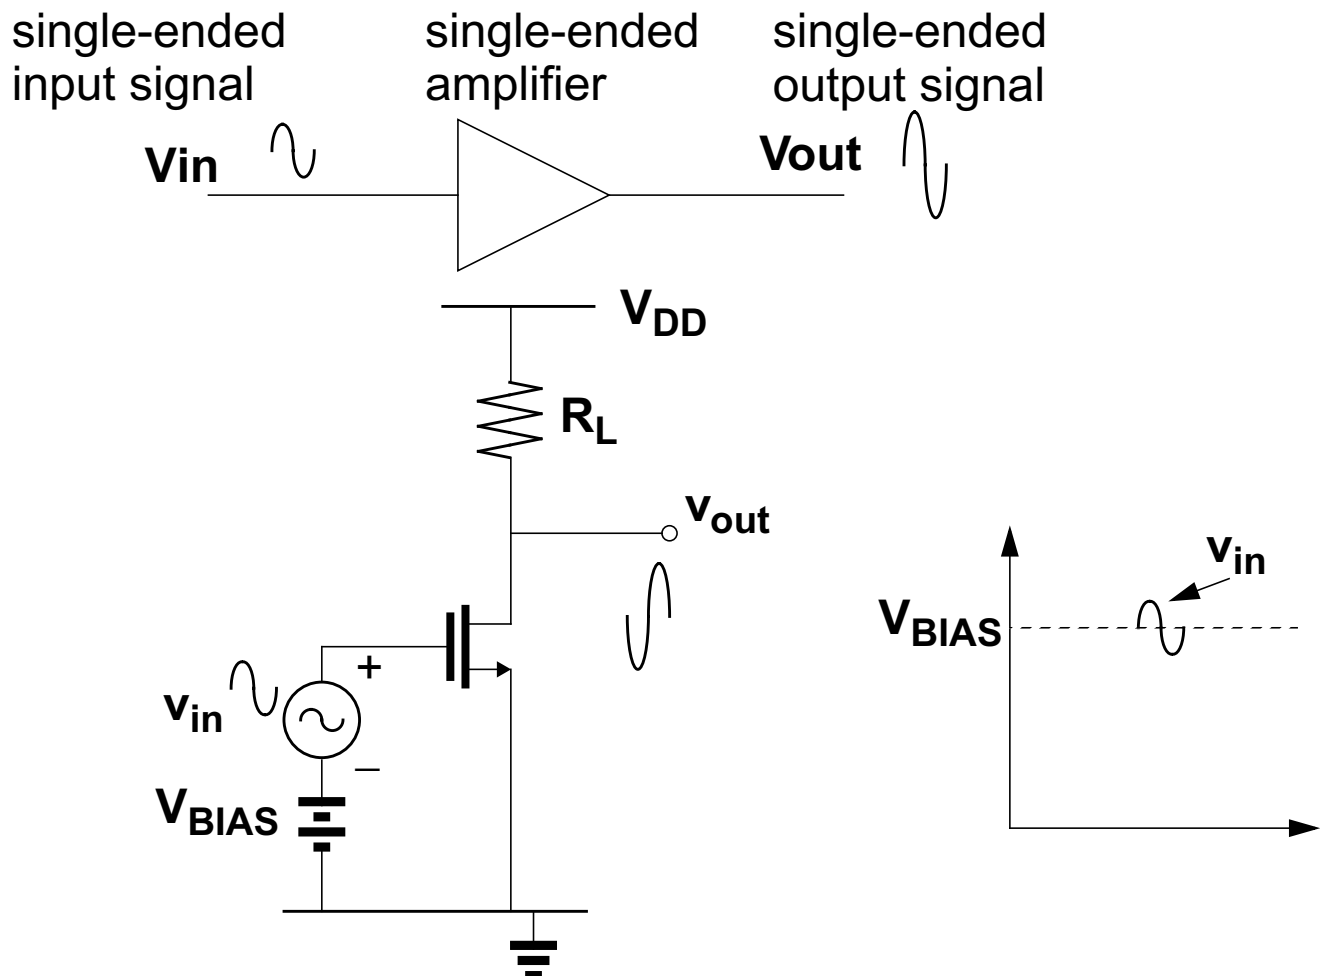 single-ended single-ended single-ended
input signal amplifier output signal
Vin Vout
VDD
RL
vout
vin
VBIAS
+
vin
−
VBIAS